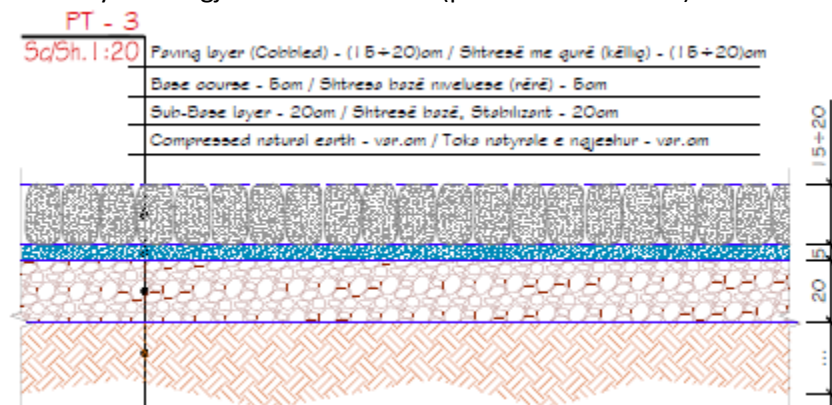 PT - 3
Sc/Sh.1:20
Paving layer (Cobbled) - (15÷20)cm / Shtresë me gurë (këlliq) - (15÷20)cm
Base course - 5cm / Shtresa bazë niveluese (rërë) - 5cm
Sub-Base layer - 20cm / Shtresë bazë, Stabilizant - 20cm
Compressed natural earth - var.cm / Toka natyrale e ngjeshur - var.cm
15÷20
5
20
...